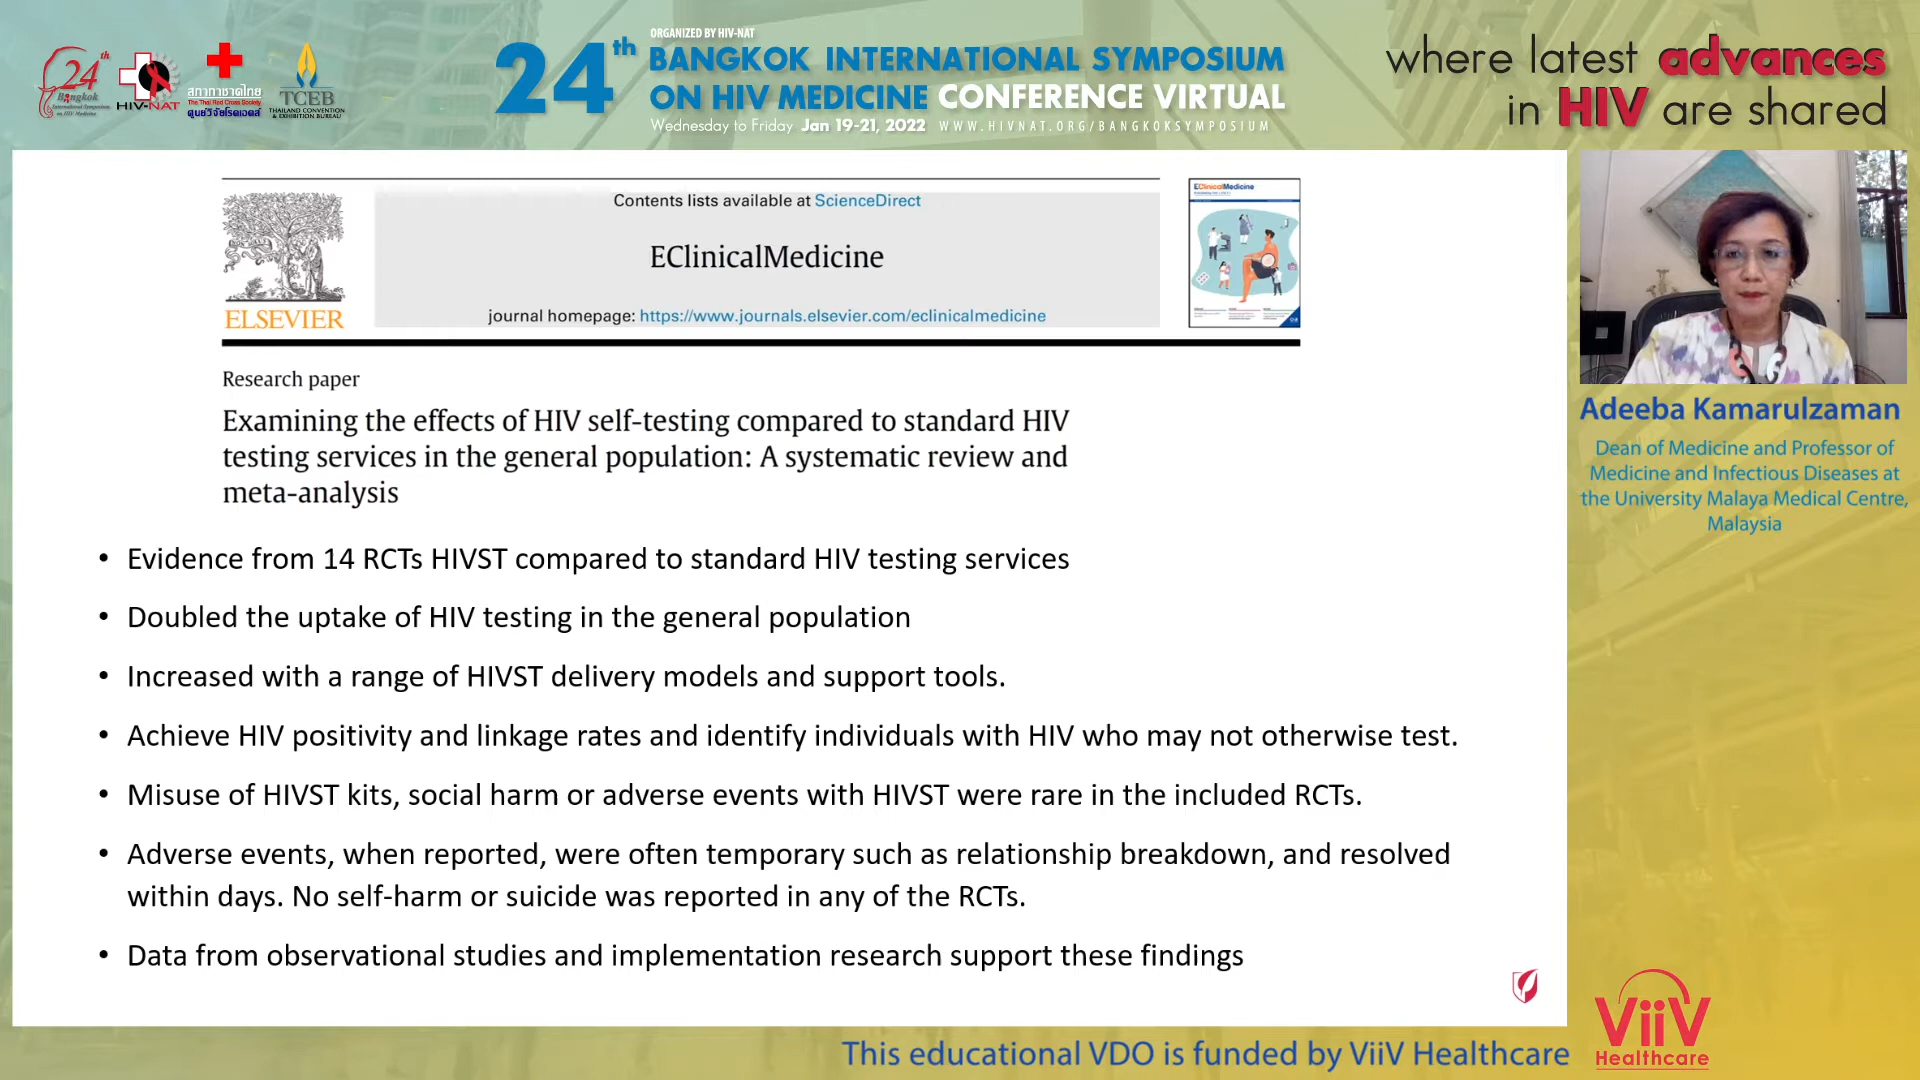 24th
Bangkok
International Symposium
on HIV Medicine
HIV-NAT
สภากาชาดไทย
The Thai Red Cross Society
ศูนย์วิจัยโรคเอดส์
TCEB
THAILAND CONVENTION
& EXHIBITION BUREAU
ORGANIZED BY HIV-NAT
24th BANGKOK INTERNATIONAL SYMPOSIUM
ON HIV MEDICINE CONFERENCE VIRTUAL
Wednesday to Friday Jan 19-21, 2022 WWW.HIVNAT.ORG/BANGKOKSYMPOSIUM
where latest advances
in HIV are shared
ELSEVIER
Contents lists available at ScienceDirect
EClinicalMedicine
journal homepage: https://www.journals.elsevier.com/eclinicalmedicine
EClinicalMedicine
Research paper
Examining the effects of HIV self-testing compared to standard HIV
testing services in the general population: A systematic review and
meta-analysis
• Evidence from 14 RCTs HIVST compared to standard HIV testing services
• Doubled the uptake of HIV testing in the general population
• Increased with a range of HIVST delivery models and support tools.
• Achieve HIV positivity and linkage rates and identify individuals with HIV who may not otherwise test.
• Misuse of HIVST kits, social harm or adverse events with HIVST were rare in the included RCTs.
• Adverse events, when reported, were often temporary such as relationship breakdown, and resolved
within days. No self-harm or suicide was reported in any of the RCTs.
• Data from observational studies and implementation research support these findings
Adeeba Kamarulzaman
Dean of Medicine and Professor of
Medicine and Infectious Diseases at
the University Malaya Medical Centre,
Malaysia
This educational VDO is funded by ViiV Healthcare
ViiV
Healthcare